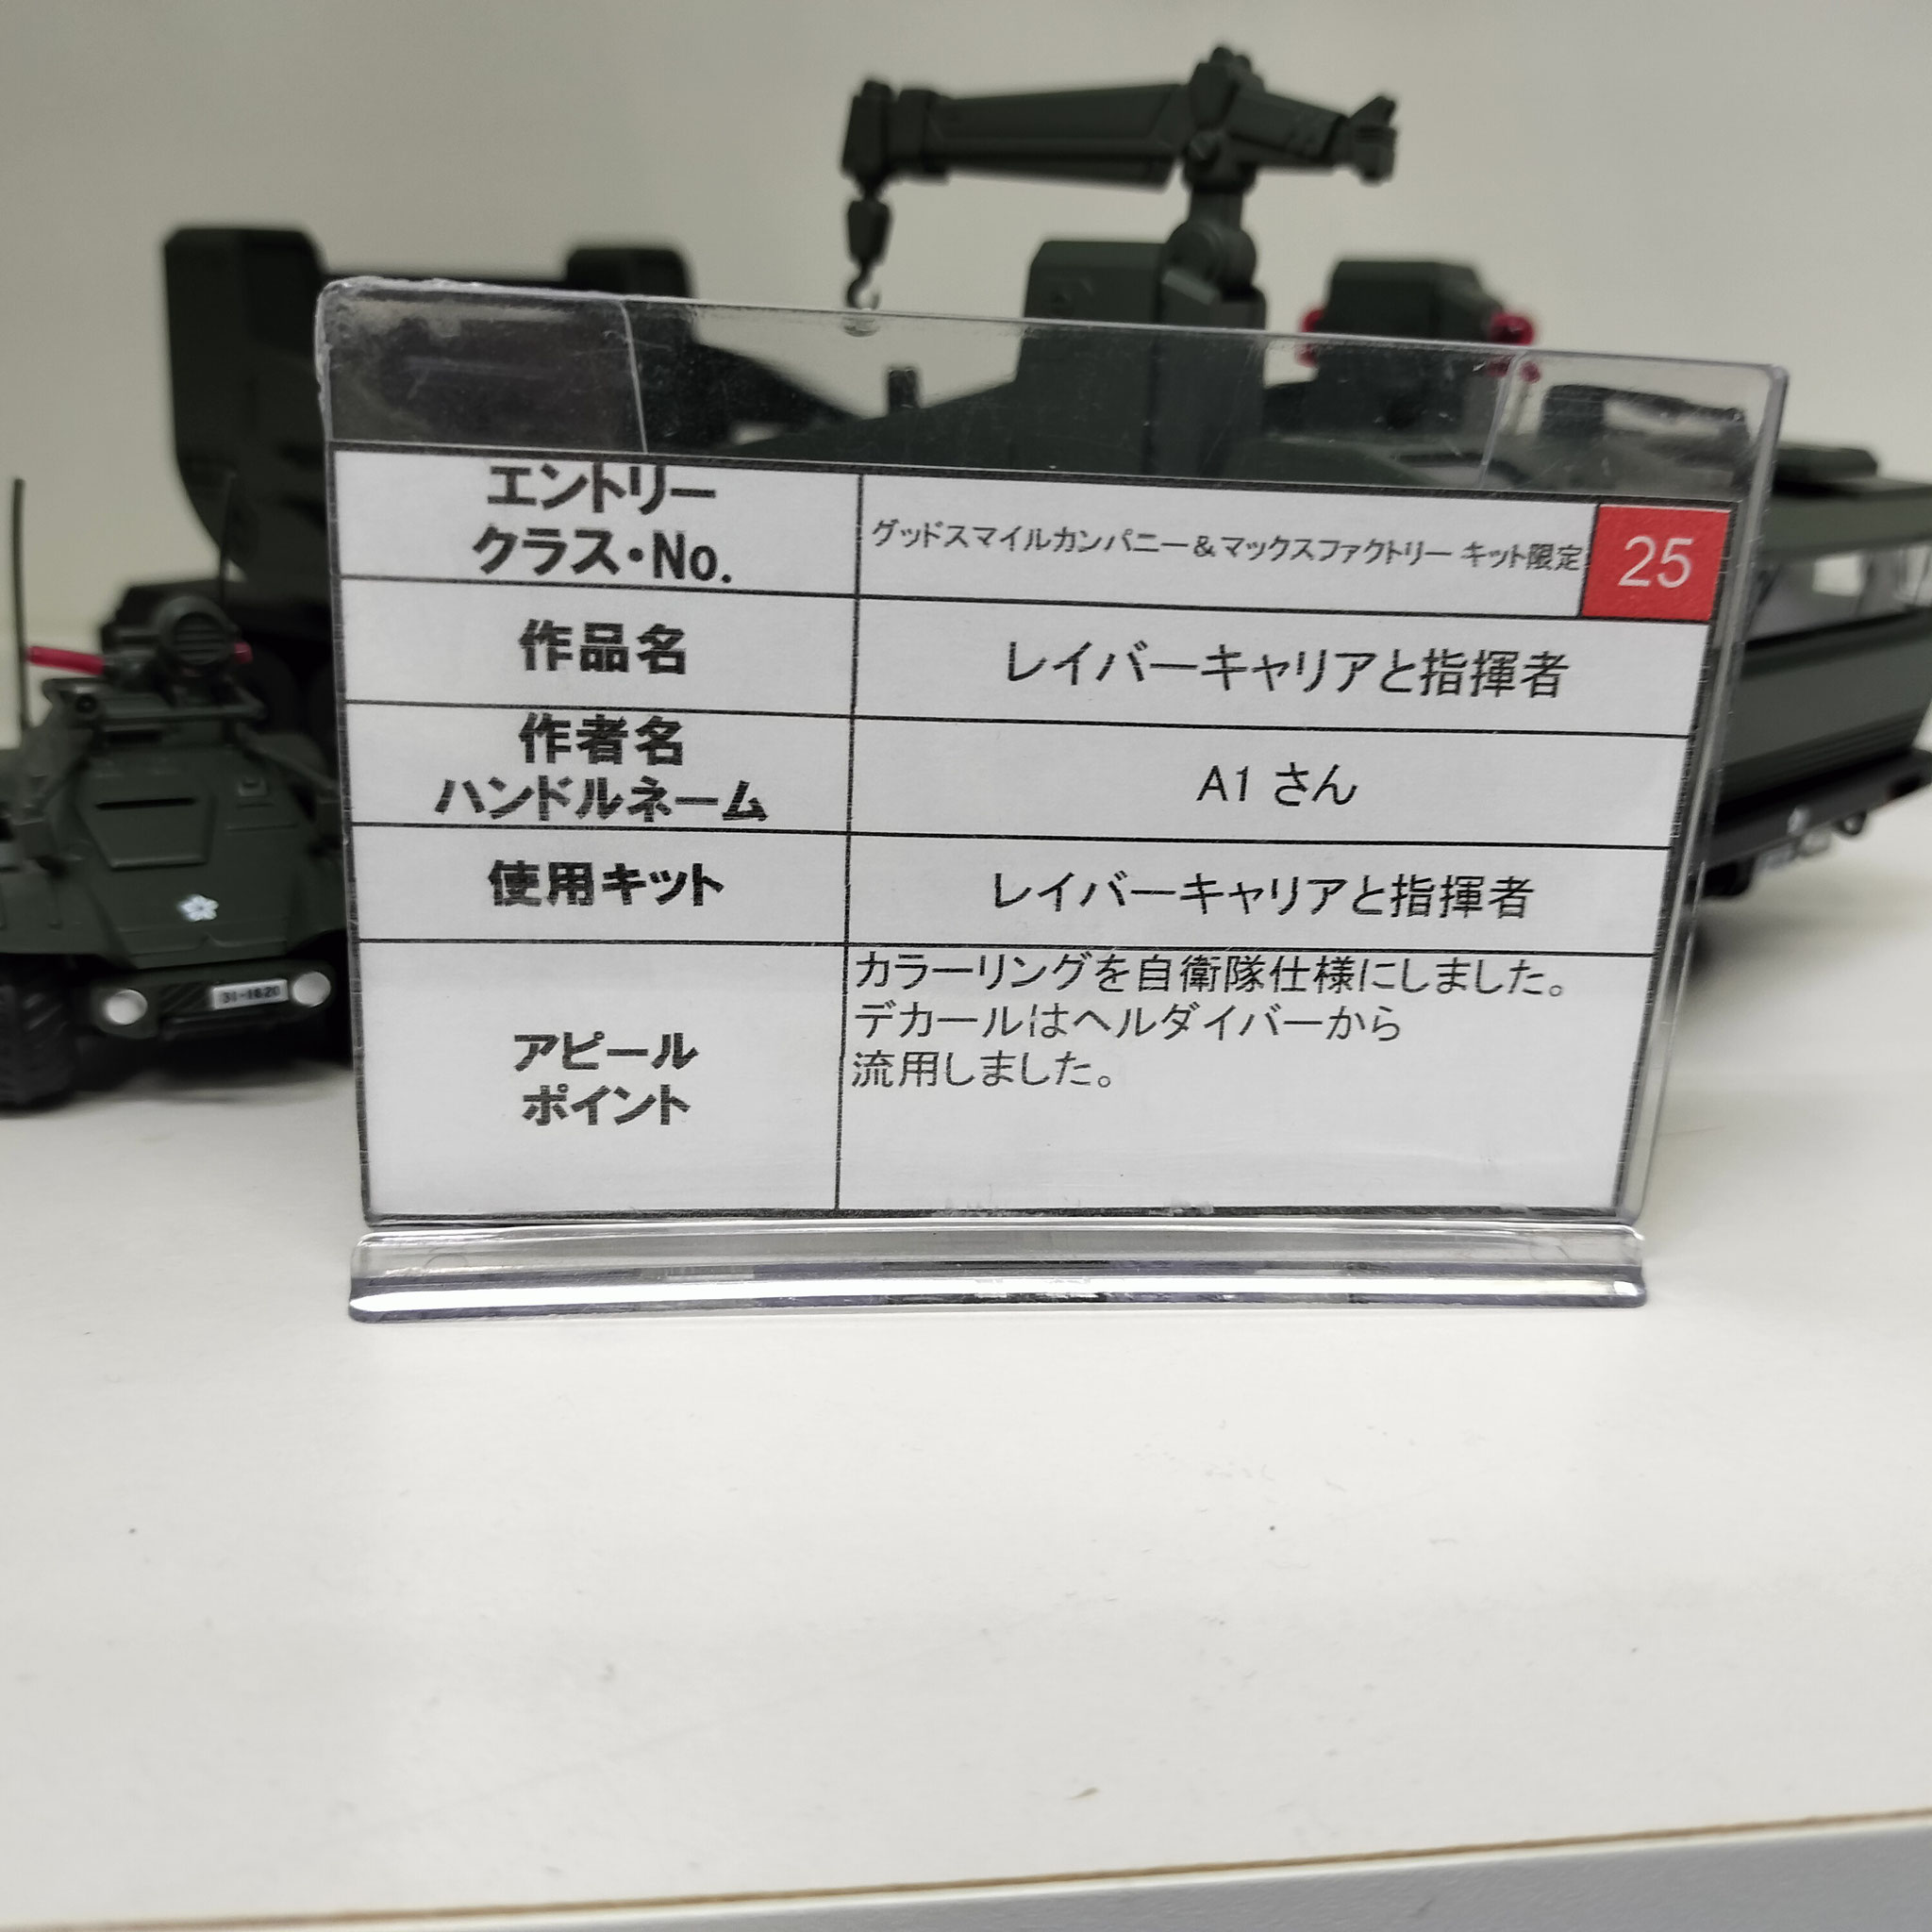 エントリー
クラス・No.
グッドスマイルカンパニー＆マックスファクトリー キット限定
25
作品名
レイバーキャリアと指揮者
作者名
ハンドルネーム
A1 さん
使用キット
レイバーキャリアと指揮者
アピール
ポイント
カラーリングを自衛隊仕様にしました。
デカールはヘルダイバーから
流用しました。
31-1620